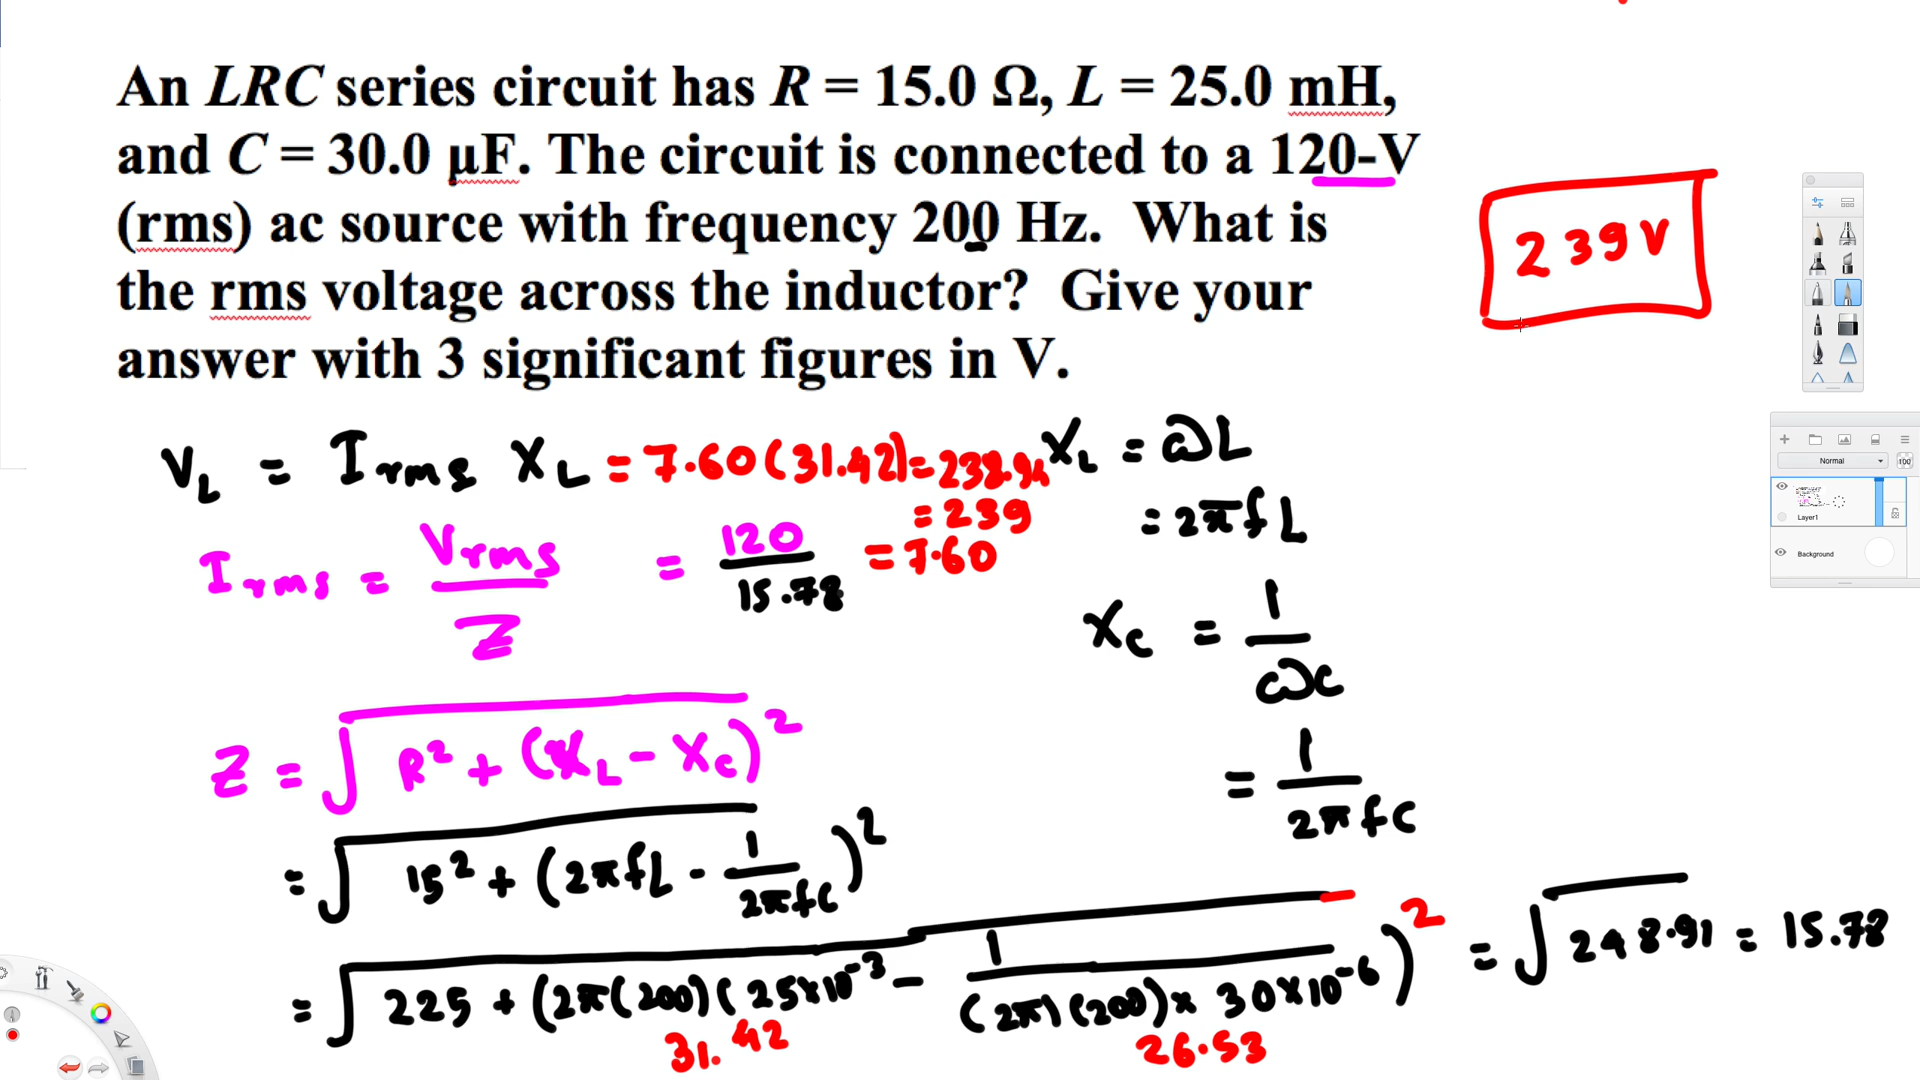 An LRC series circuit has R = 15.0 Ω, L = 25.0 mH,
and C = 30.0 μF. The circuit is connected to a 120-V
(rms) ac source with frequency 200 Hz. What is
the rms voltage across the inductor? Give your
answer with 3 significant figures in V.
239 V
V_L = I_rms X_L = 7.60(31.42) = 238.94
= 239
I_rms = V_rms / Z = 120 / 15.78 = 7.60
X_L = ωL
= 2πfL
X_C = 1 / ωC
= 1 / 2πfC
Z = √(R² + (X_L - X_C)²)
= √(15² + (2πfL - 1 / 2πfC)²)
= √(225 + (2π(200)(25×10⁻³ - 1 / (2π)(200)× 30×10⁻⁶)²) = √248.91 = 15.78
31.42
26.53
Normal
100
Layer1
Background